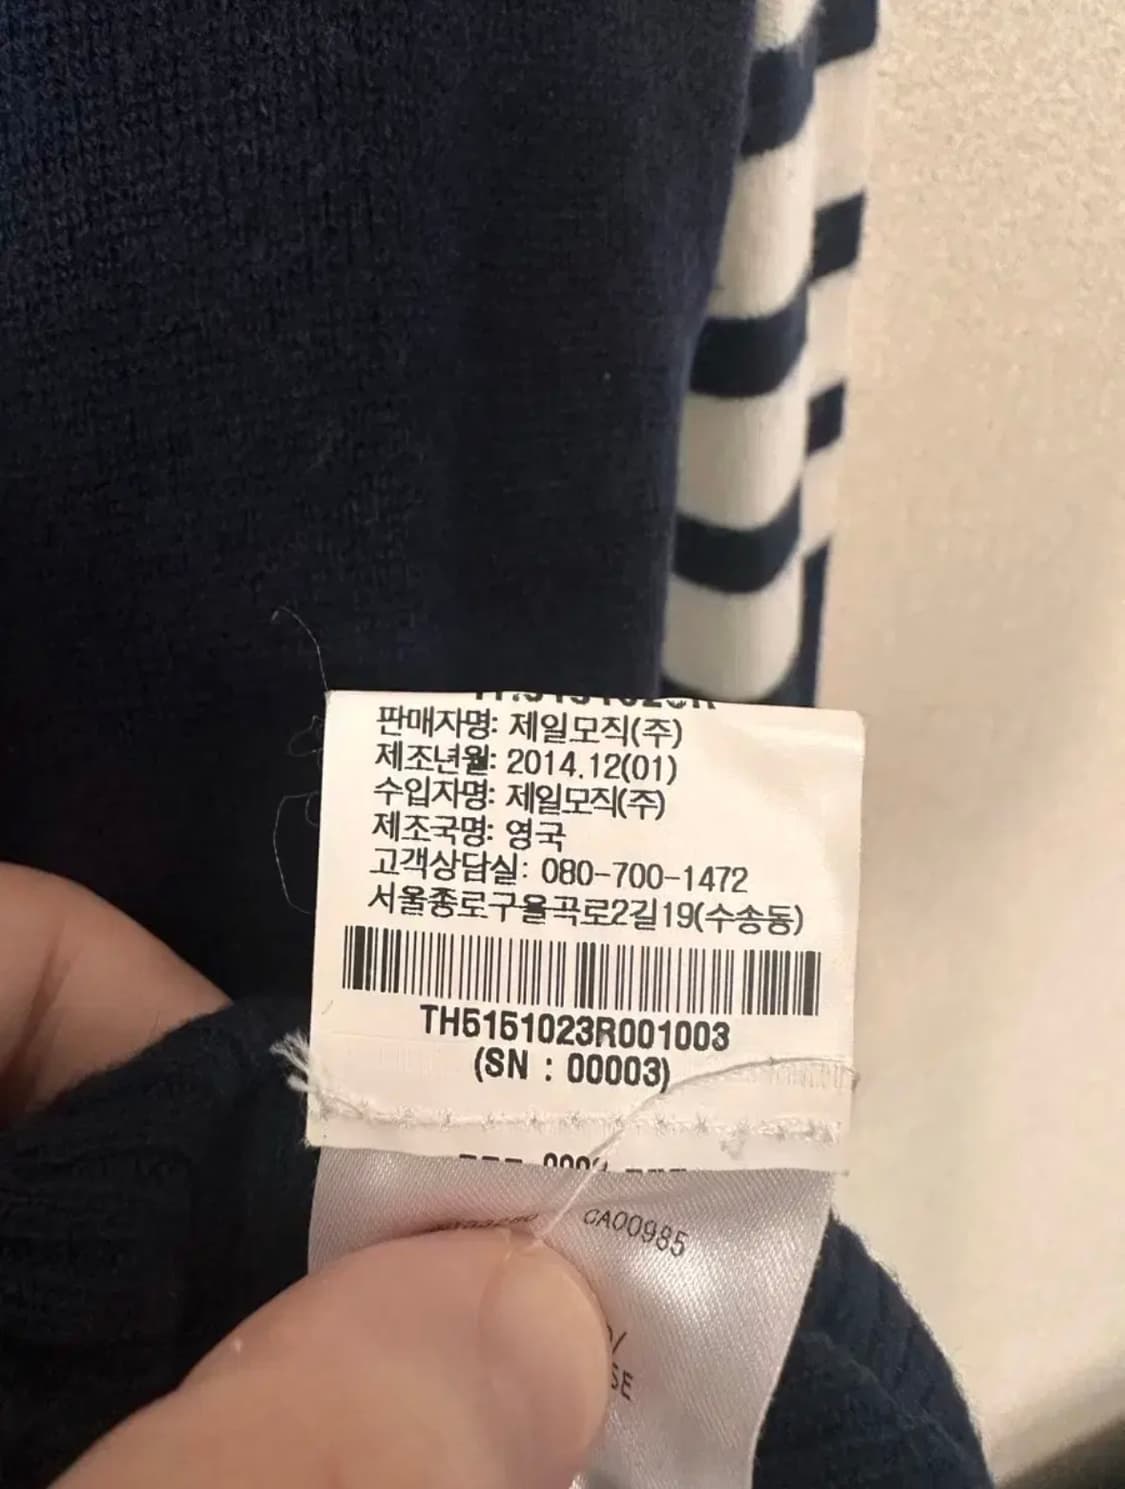 판매자명: 제일모직(주)
제조년월: 2014.12(01)
수입자명: 제일모직(주)
제조국명: 영국
고객상담실: 080-700-1472
서울종로구율곡로2길19(수송동)
TH5151023R001003
(SN : 00003)
CA00985
SE